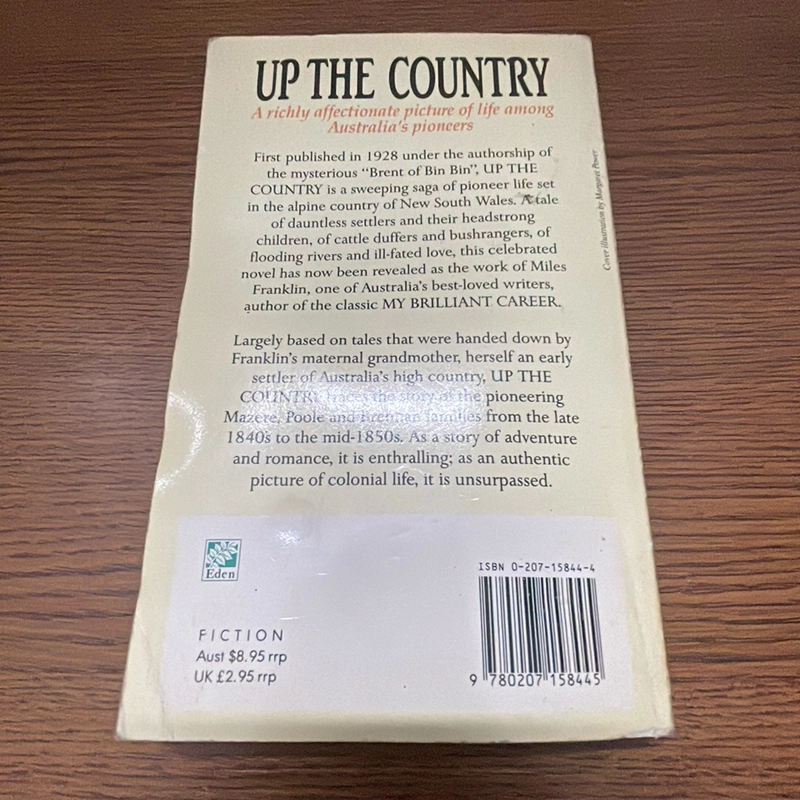 UP THE COUNTRY
A richly affectionate picture of life among
Australia's pioneers
First published in 1928 under the authorship of
the mysterious "Brent of Bin Bin", UP THE
COUNTRY is a sweeping saga of pioneer life set
in the alpine country of New South Wales. A tale
of dauntless settlers and their headstrong
children, of cattle duffers and bushrangers, of
flooding rivers and ill-fated love, this celebrated
novel has now been revealed as the work of Miles
Franklin, one of Australia's best-loved writers,
author of the classic MY BRILLIANT CAREER.
Largely based on tales that were handed down by
Franklin's maternal grandmother, herself an early
settler of Australia's high country, UP THE
COUNTRY traces the story of the pioneering
Mazere, Poole and Brennan families from the late
1840s to the mid-1850s. As a story of adventure
and romance, it is enthralling; as an authentic
picture of colonial life, it is unsurpassed.
Cover illustration by Margaret Power
Eden
FICTION
Aust $8.95 rrp
UK £2.95 rrp
ISBN 0-207-15844-4
9 780207 158445